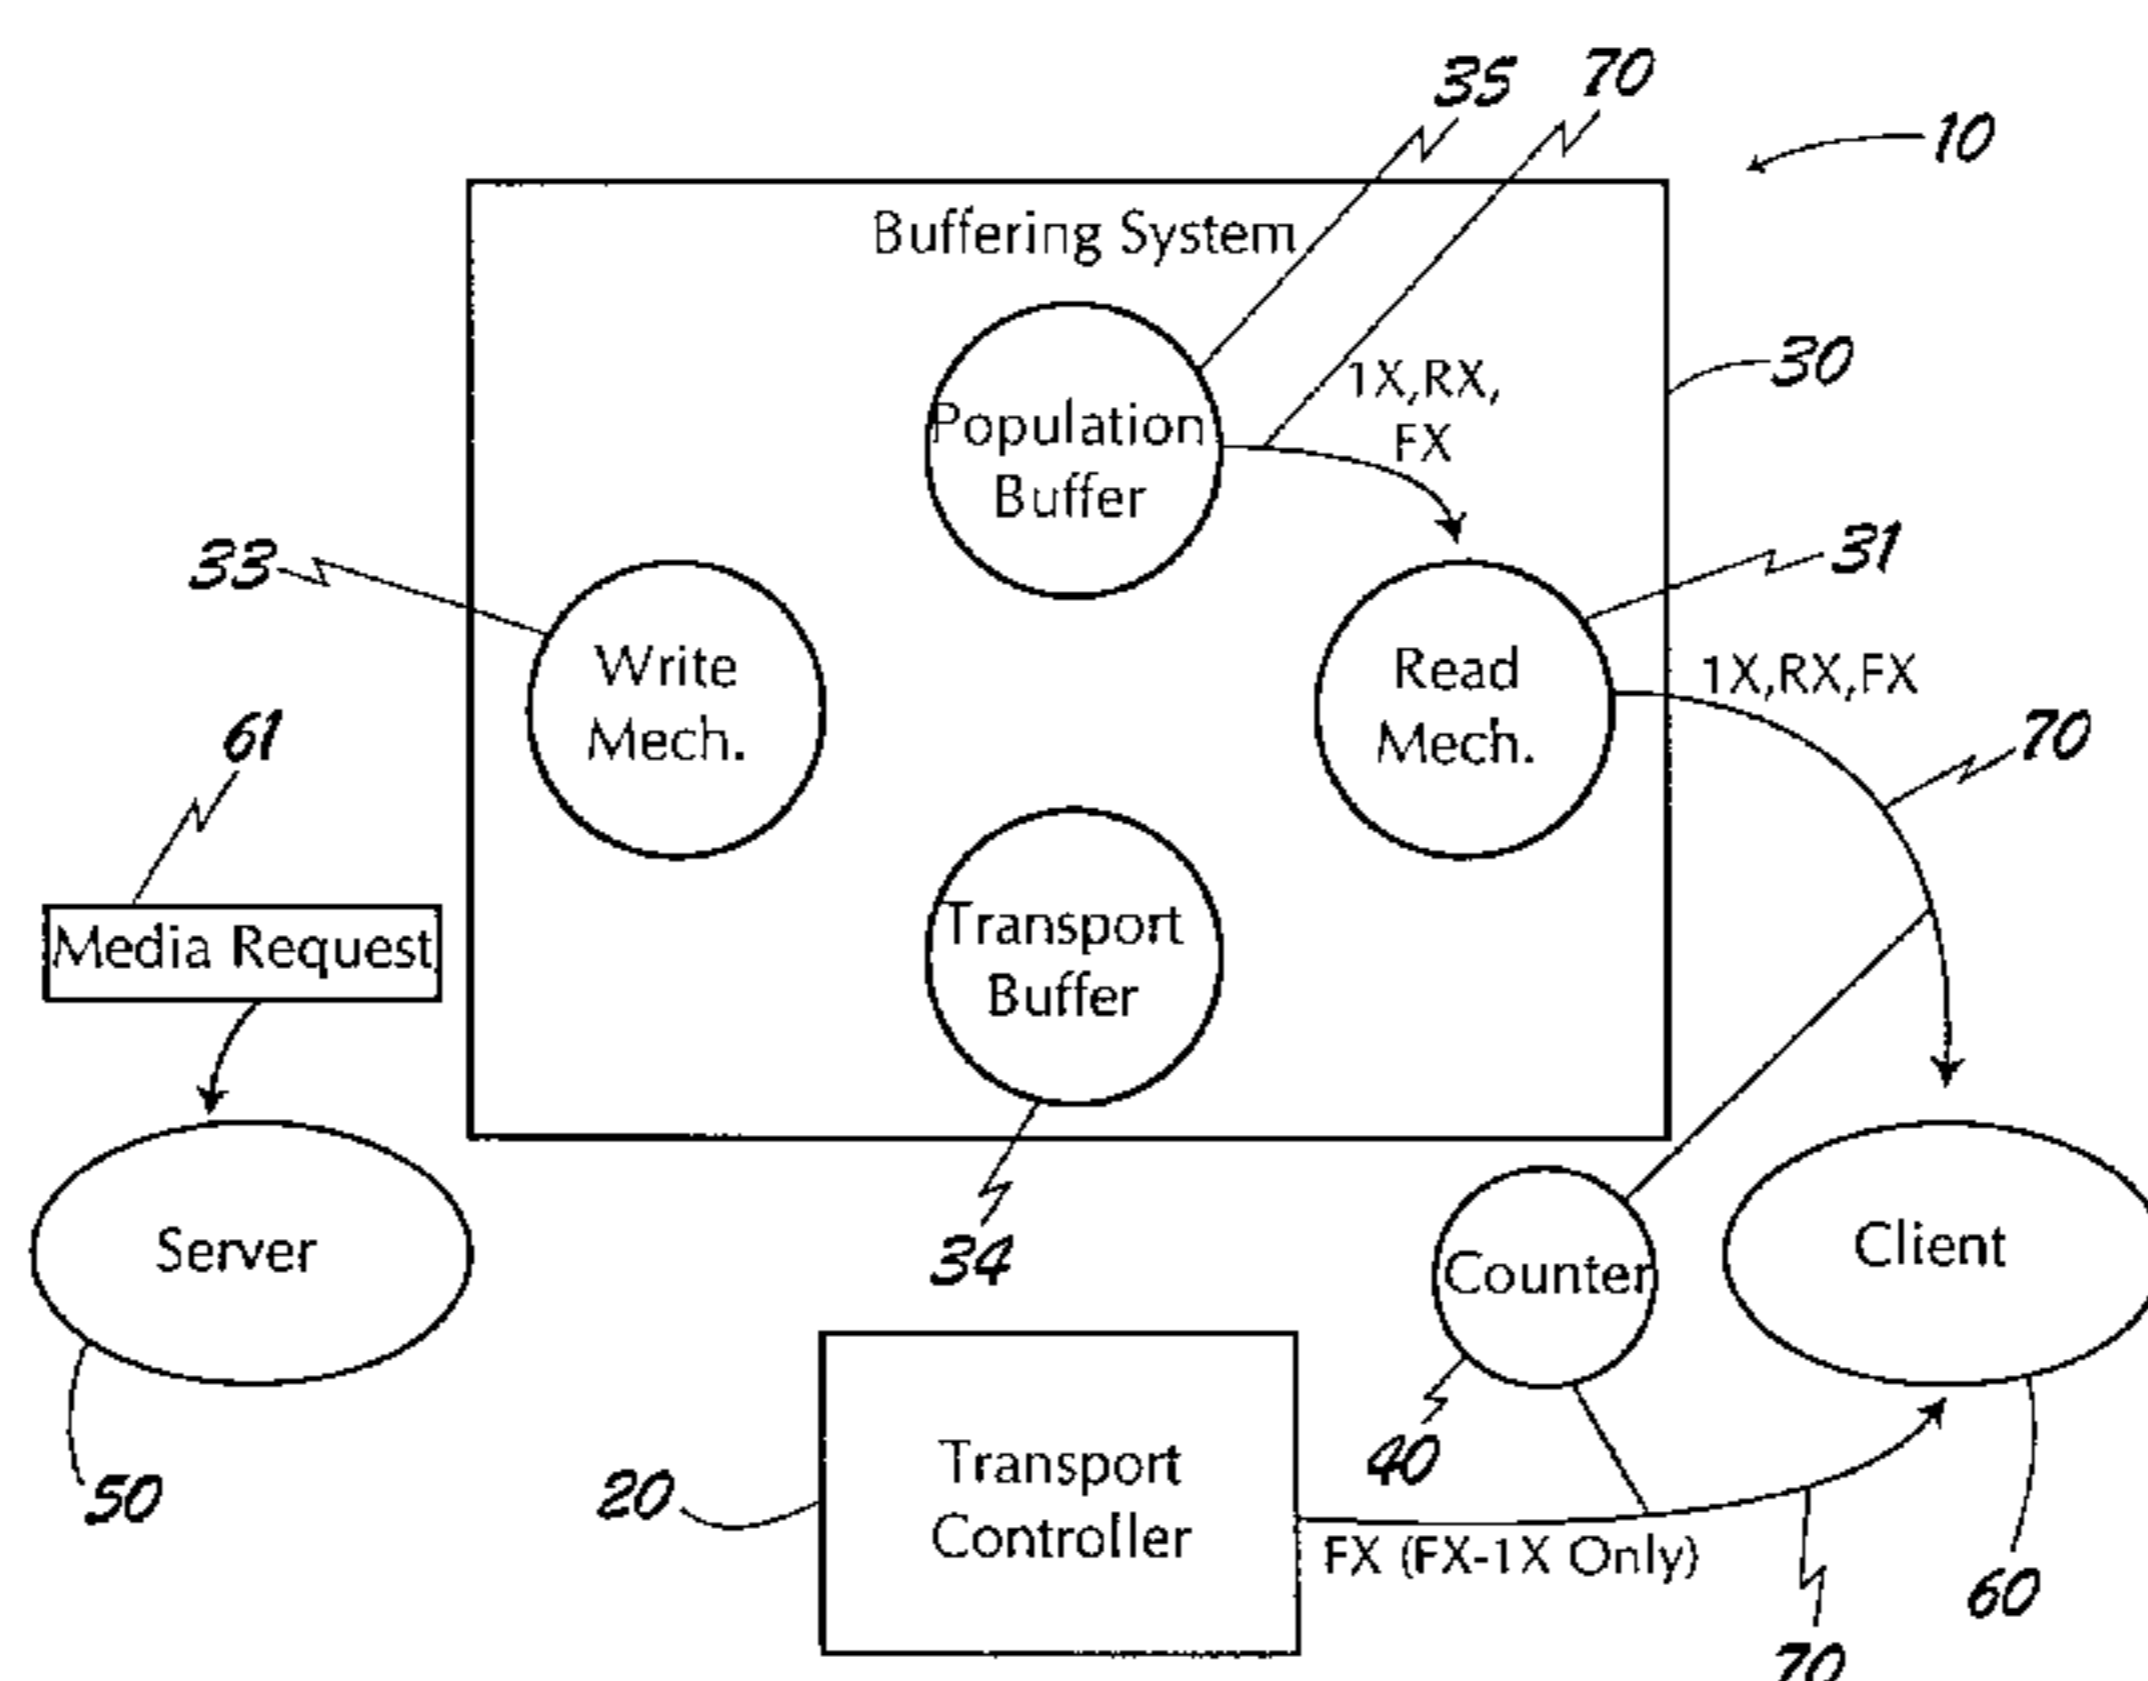 35
70
10
Buffering System
30
1X,RX,
FX
Population
Buffer
33
31
Write
Mech.
Read
Mech.
1X,RX,FX
61
70
Media Request
Transport
Buffer
Server
34
Counter
Client
50
20
Transport
Controller
40
FX (FX-1X Only)
60
70